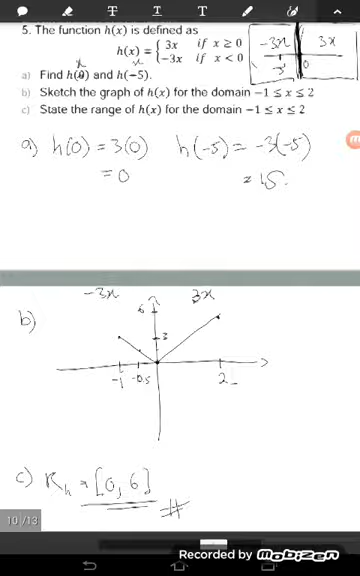 5. The function h(x) is defined as
h(x) = { 3x if x ≥ 0
−3x if x < 0
−3x 3x
0
a) Find h(0) and h(−5).
b) Sketch the graph of h(x) for the domain −1 ≤ x ≤ 2
c) State the range of h(x) for the domain −1 ≤ x ≤ 2
a) h(0) = 3(0) h(−5) = −3(−5)
= 0 = 15.
b)
−3x 3x
6
3
−1 −0.5 2
c) Rh = [0, 6] #
10 /13
Recorded by mobizen